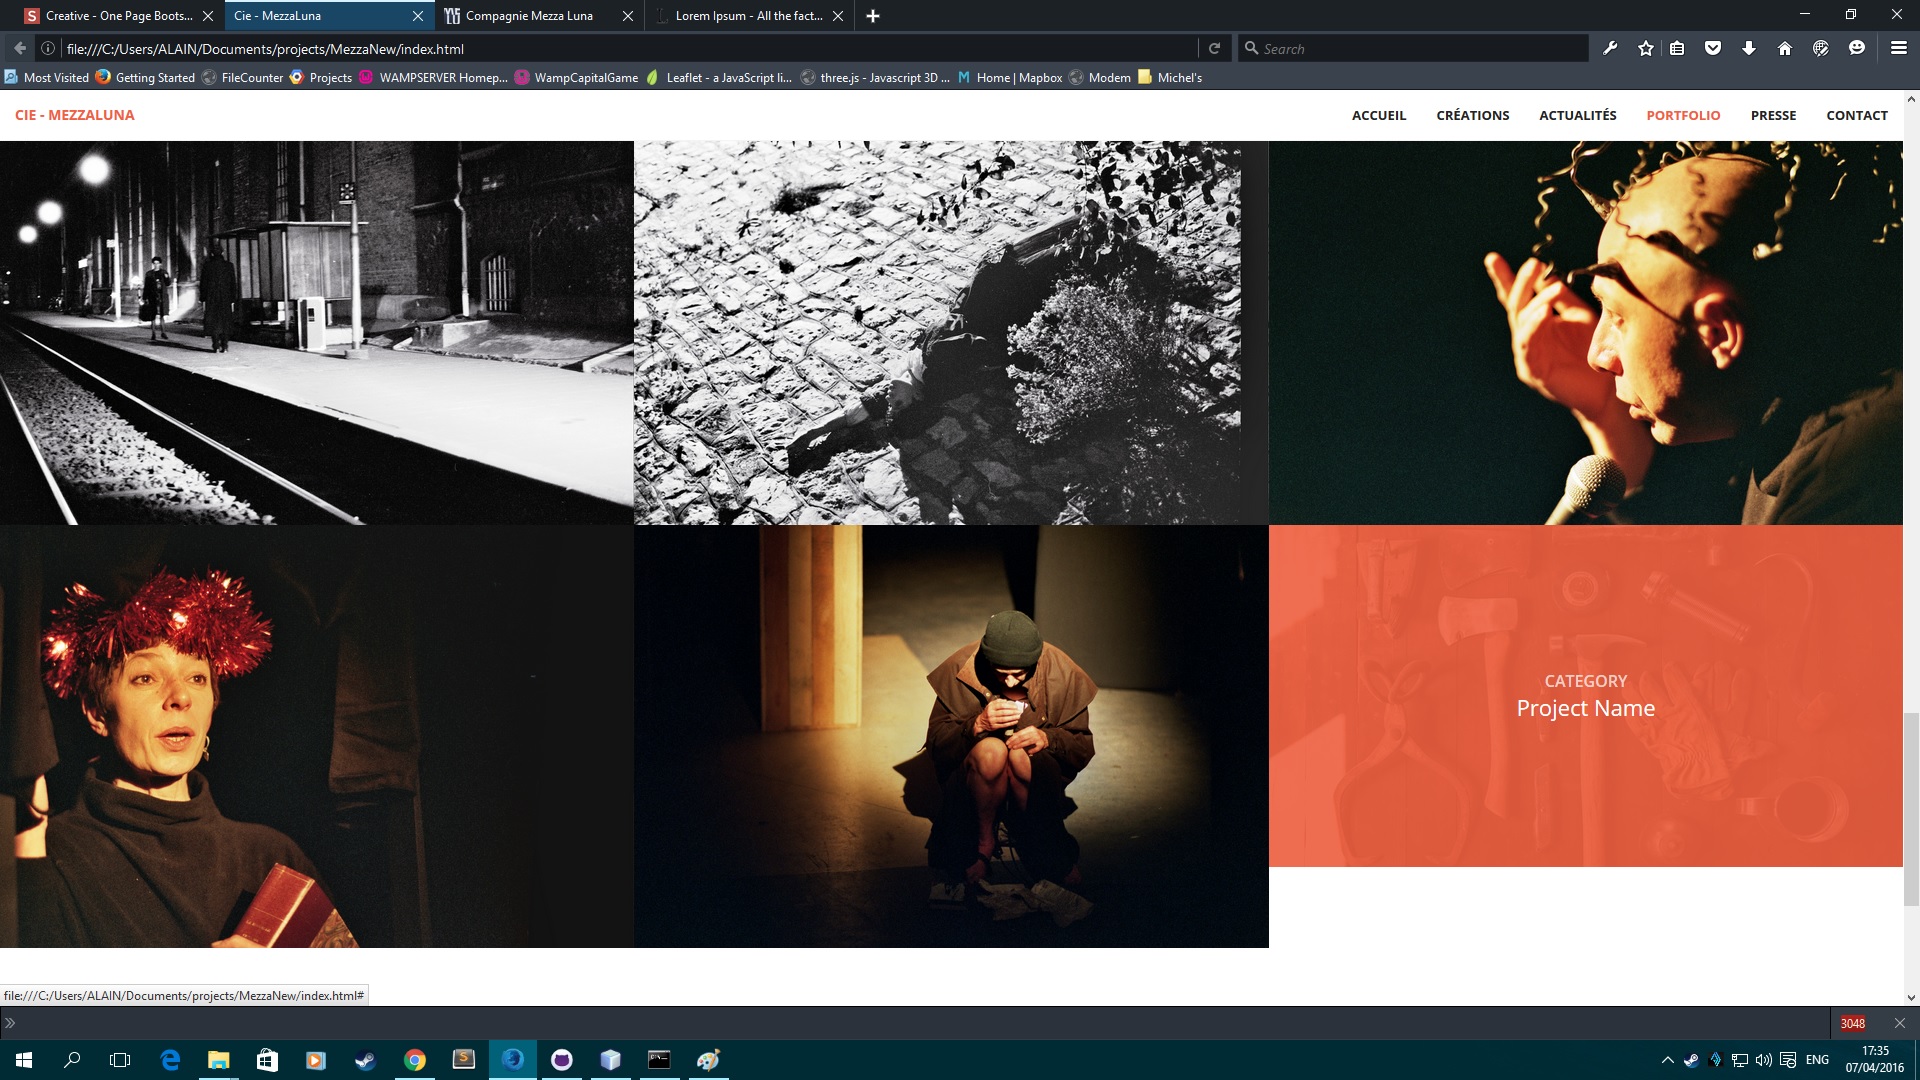 Creative - One Page Boots...
Cie - MezzaLuna
Compagnie Mezza Luna
Lorem Ipsum - All the fact...
file:///C:/Users/ALAIN/Documents/projects/MezzaNew/index.html
Search
Most Visited
Getting Started
FileCounter
Projects
WAMPSERVER Homep...
WampCapitalGame
Leaflet - a JavaScript li...
three.js - Javascript 3D ...
Home | Mapbox
Modem
Michel's
CIE - MEZZALUNA
ACCUEIL
CRÉATIONS
ACTUALITÉS
PORTFOLIO
PRESSE
CONTACT
CATEGORY
Project Name
file:///C:/Users/ALAIN/Documents/projects/MezzaNew/index.html#
3048
ENG
17:35
07/04/2016